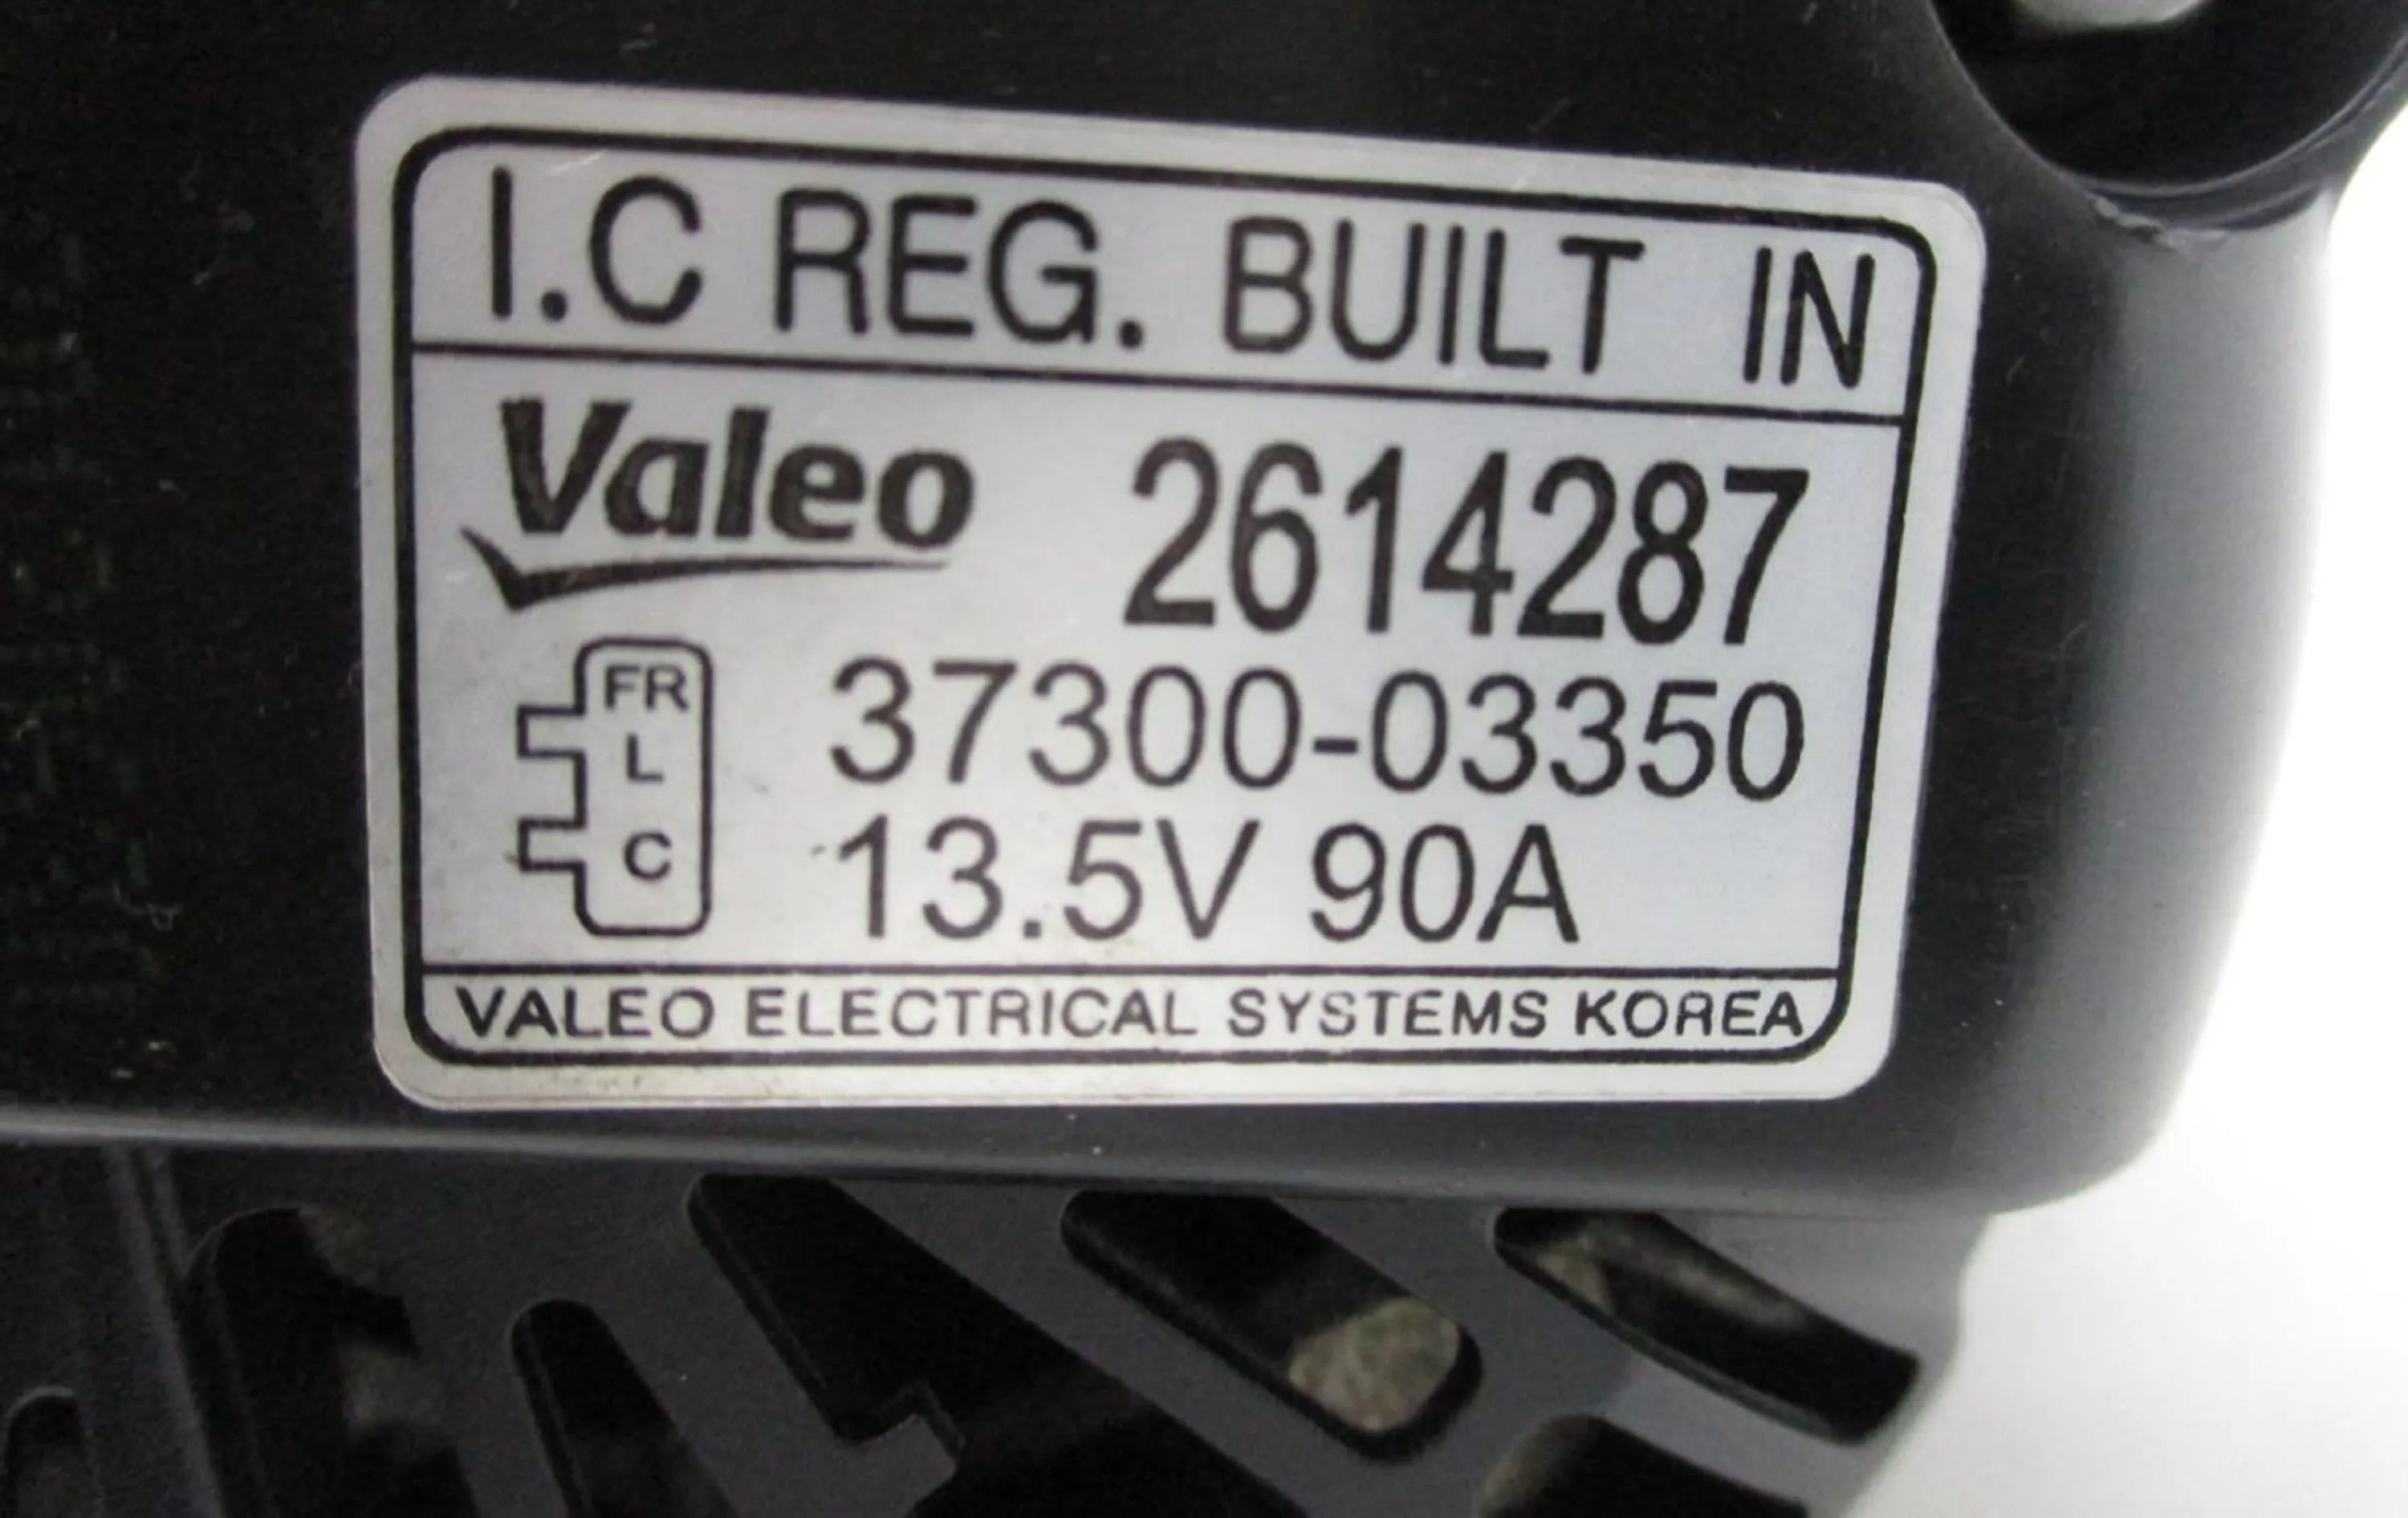 I.C REG. BUILT IN
Valeo 2614287
FR
L
C
37300-03350
13.5V 90A
VALEO ELECTRICAL SYSTEMS KOREA